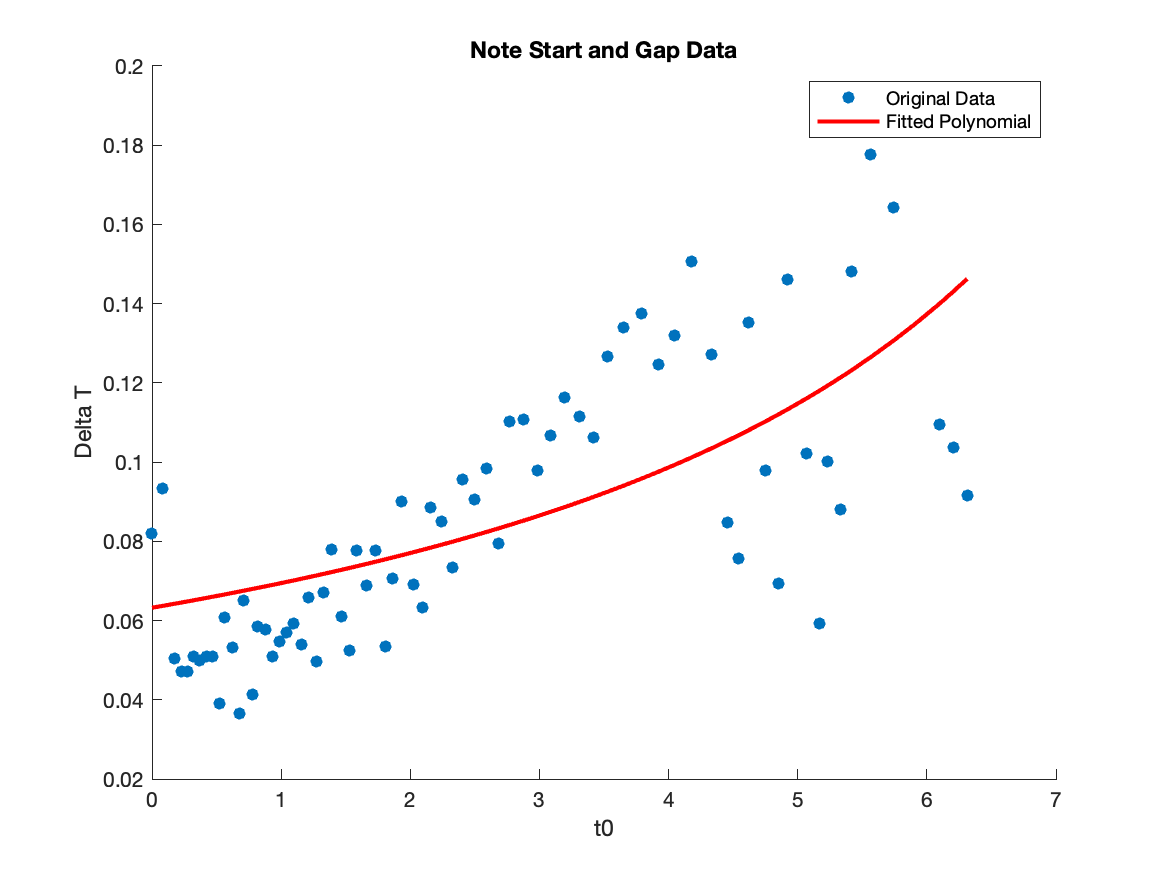 Note Start and Gap Data
Original Data
Fitted Polynomial
0.2
0.18
0.16
0.14
0.12
0.1
0.08
0.06
0.04
0.02
Delta T
0 1 2 3 4 5 6 7
t0